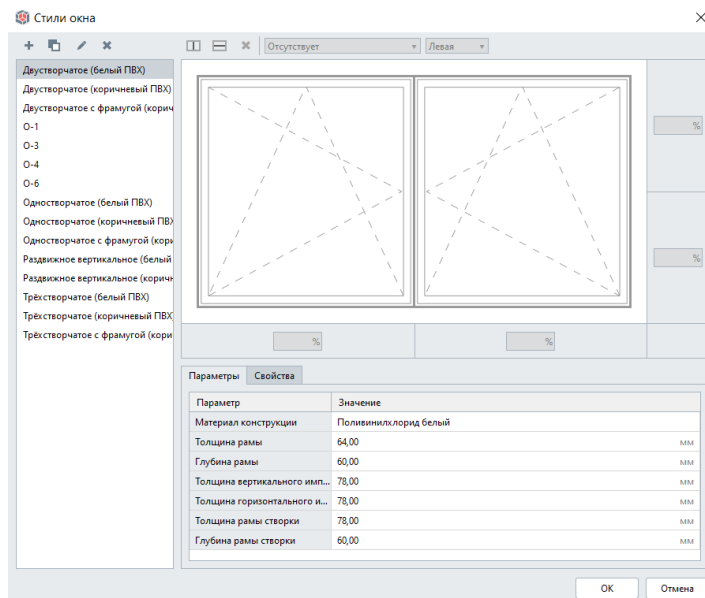 Стили окна
Отсутствует
Левая
Двустворчатое (белый ПВХ)
Двустворчатое (коричневый ПВХ)
Двустворчатое с фрамугой (корич
О-1
О-3
О-4
О-6
Одностворчатое (белый ПВХ)
Одностворчатое (коричневый ПВХ
Одностворчатое с фрамугой (кори
Раздвижное вертикальное (белый
Раздвижное вертикальное (коричн
Трёхстворчатое (белый ПВХ)
Трёхстворчатое (коричневый ПВХ
Трёхстворчатое с фрамугой (кори
%
%
% %
Параметры Свойства
Параметр Значение
Материал конструкции Поливинилхлорид белый
Толщина рамы 64,00 мм
Глубина рамы 60,00 мм
Толщина вертикального имп... 78,00 мм
Толщина горизонтального и... 78,00 мм
Толщина рамы створки 78,00 мм
Глубина рамы створки 60,00 мм
ОК Отмена